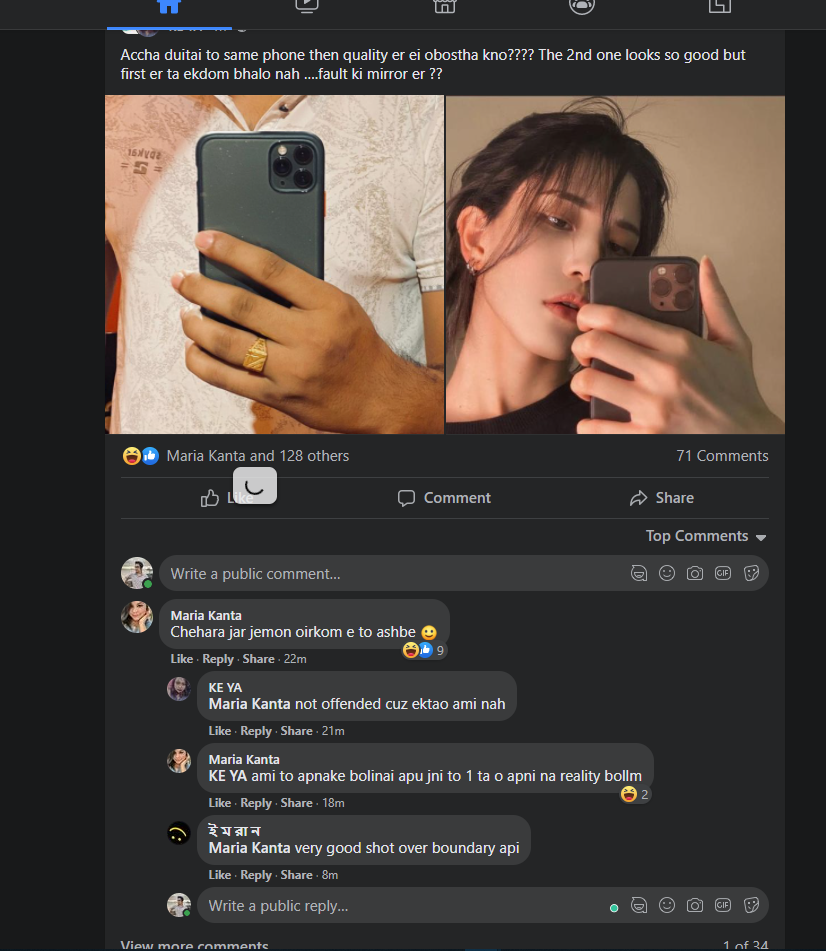 Accha duitai to same phone then quality er ei obostha kno???? The 2nd one looks so good but
first er ta ekdom bhalo nah ....fault ki mirror er ??
Maria Kanta and 128 others
71 Comments
Like
Comment
Share
Top Comments
Write a public comment...
GIF
Maria Kanta
Chehara jar jemon oirkom e to ashbe
9
Like · Reply · Share · 22m
KE YA
Maria Kanta not offended cuz ektao ami nah
Like · Reply · Share · 21m
Maria Kanta
KE YA ami to apnake bolinai apu jni to 1 ta o apni na reality bollm
2
Like · Reply · Share · 18m
ই ম রা ন
Maria Kanta very good shot over boundary api
Like · Reply · Share · 8m
Write a public reply...
GIF
View more comments
1 of 34